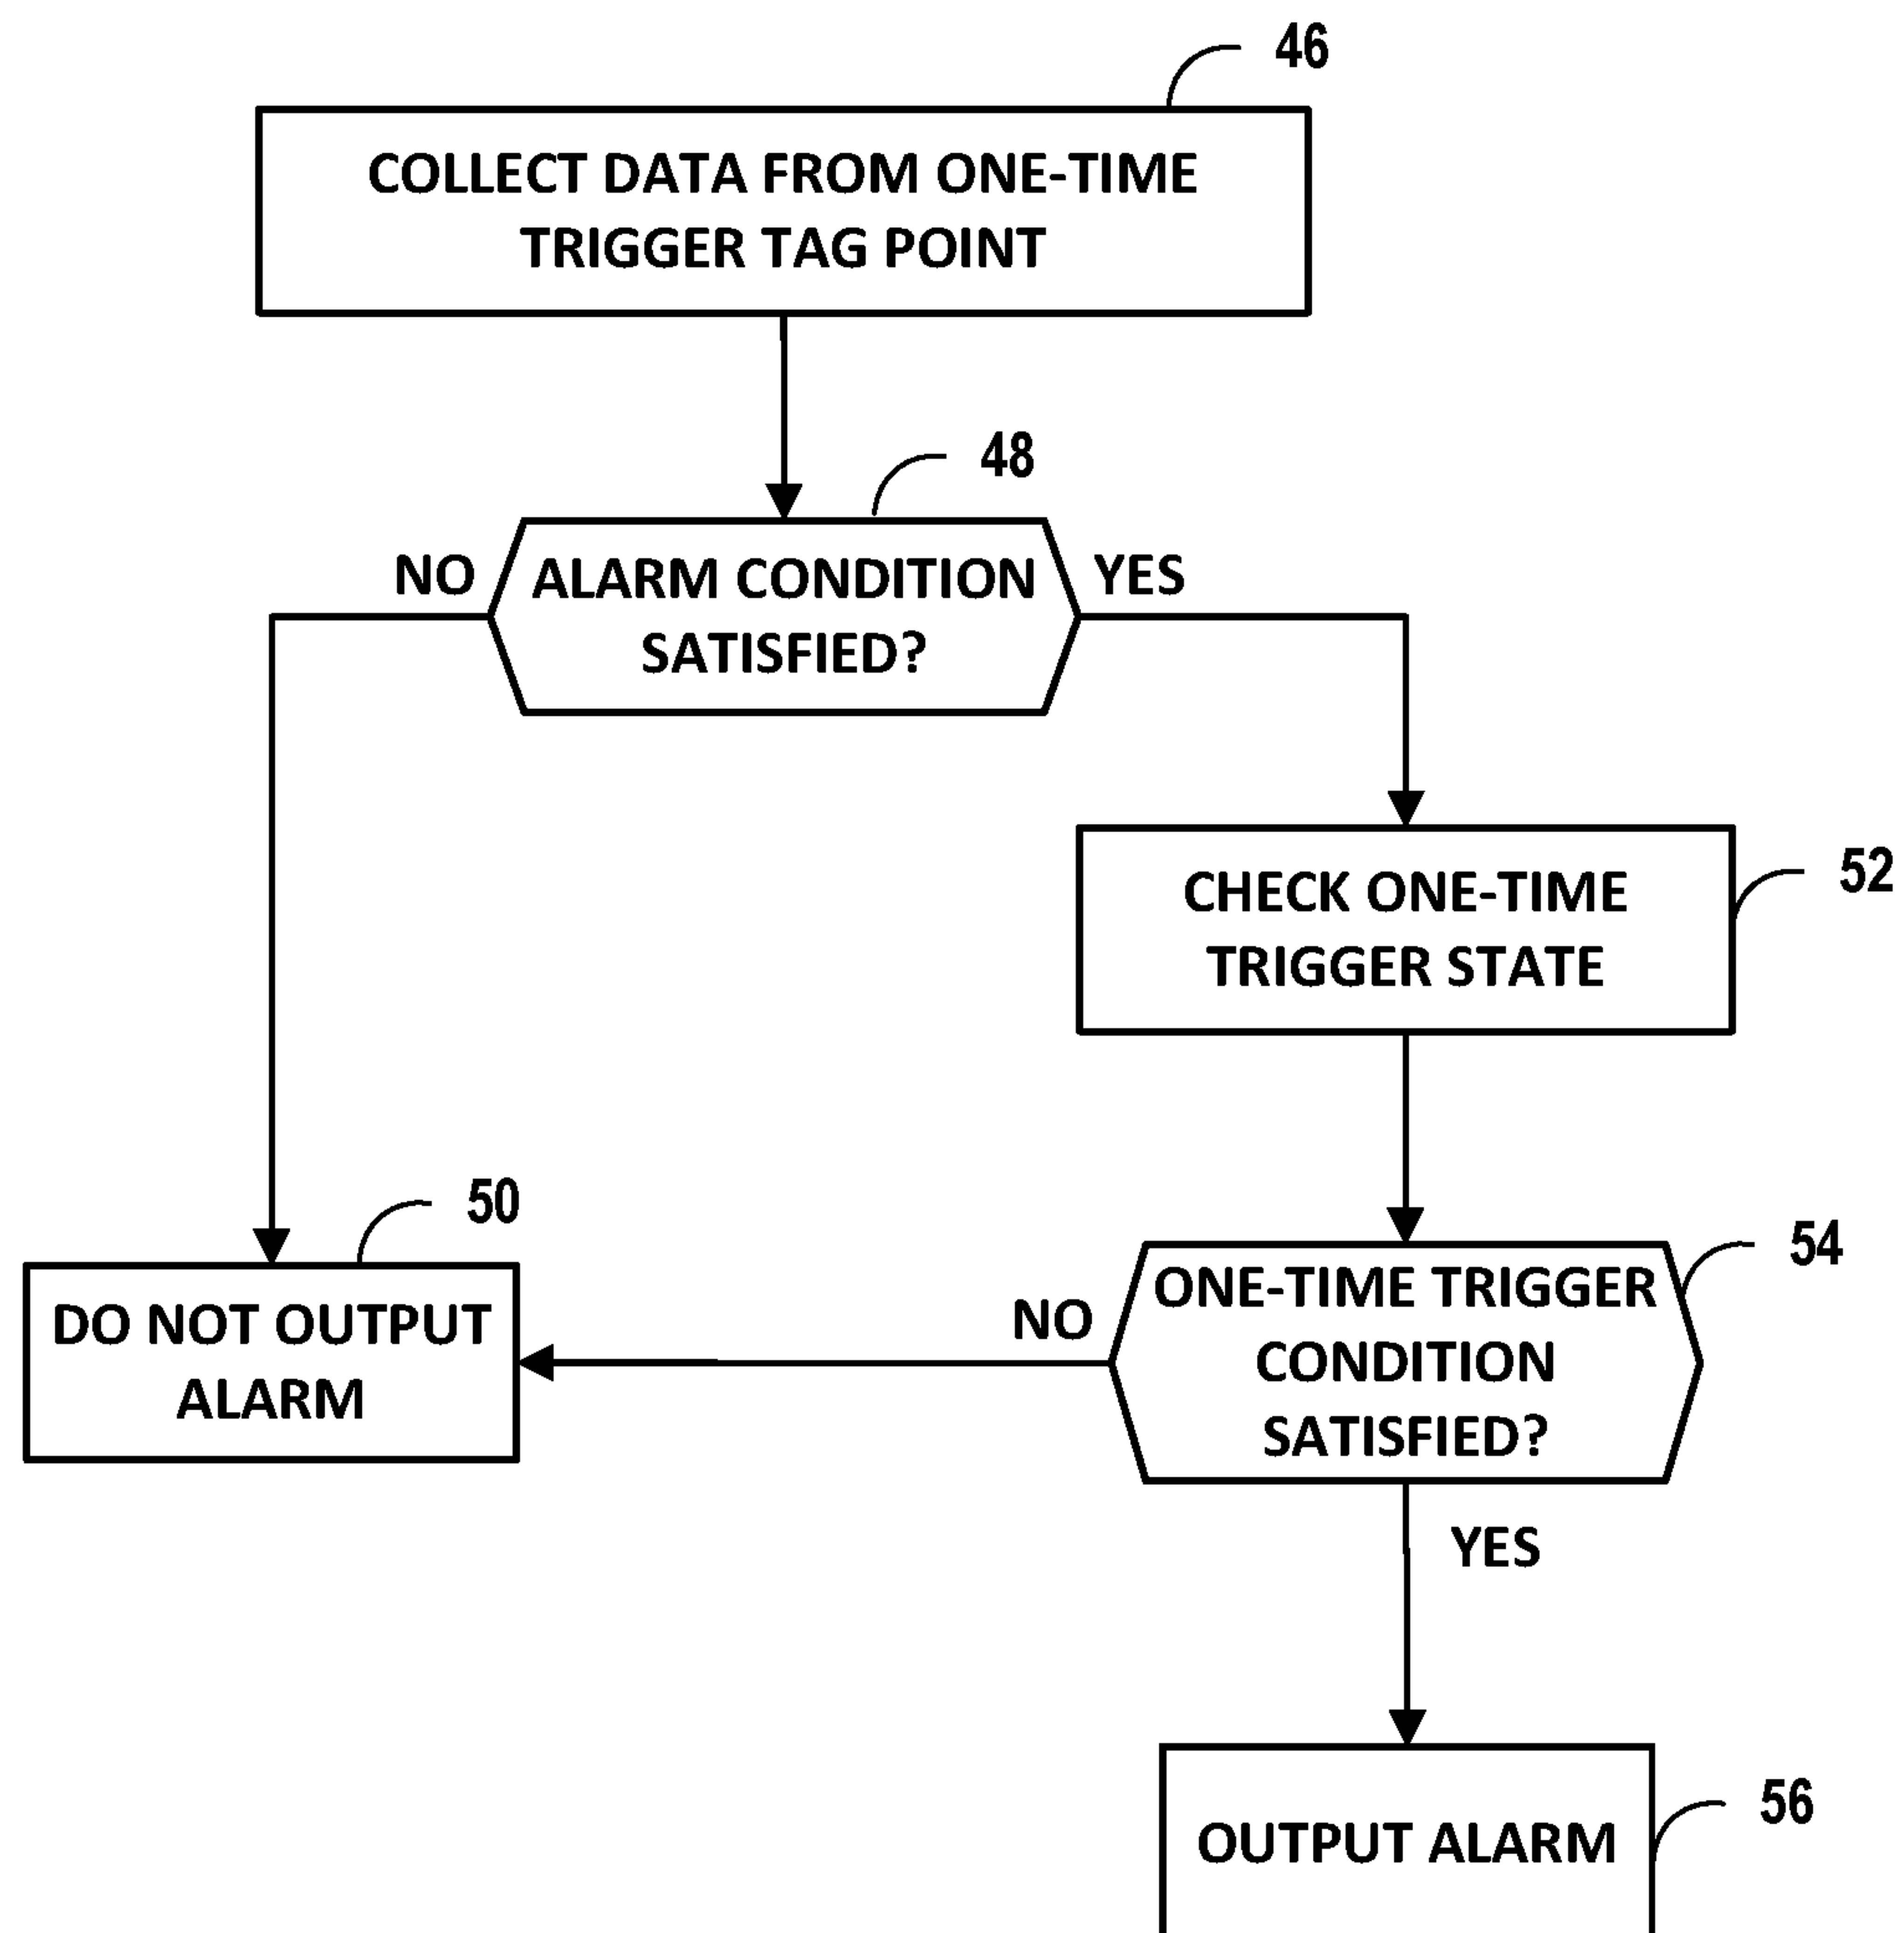 46
COLLECT DATA FROM ONE-TIME
TRIGGER TAG POINT
48
NO
ALARM CONDITION
SATISFIED?
YES
52
CHECK ONE-TIME
TRIGGER STATE
50
DO NOT OUTPUT
ALARM
54
NO
ONE-TIME TRIGGER
CONDITION
SATISFIED?
YES
56
OUTPUT ALARM